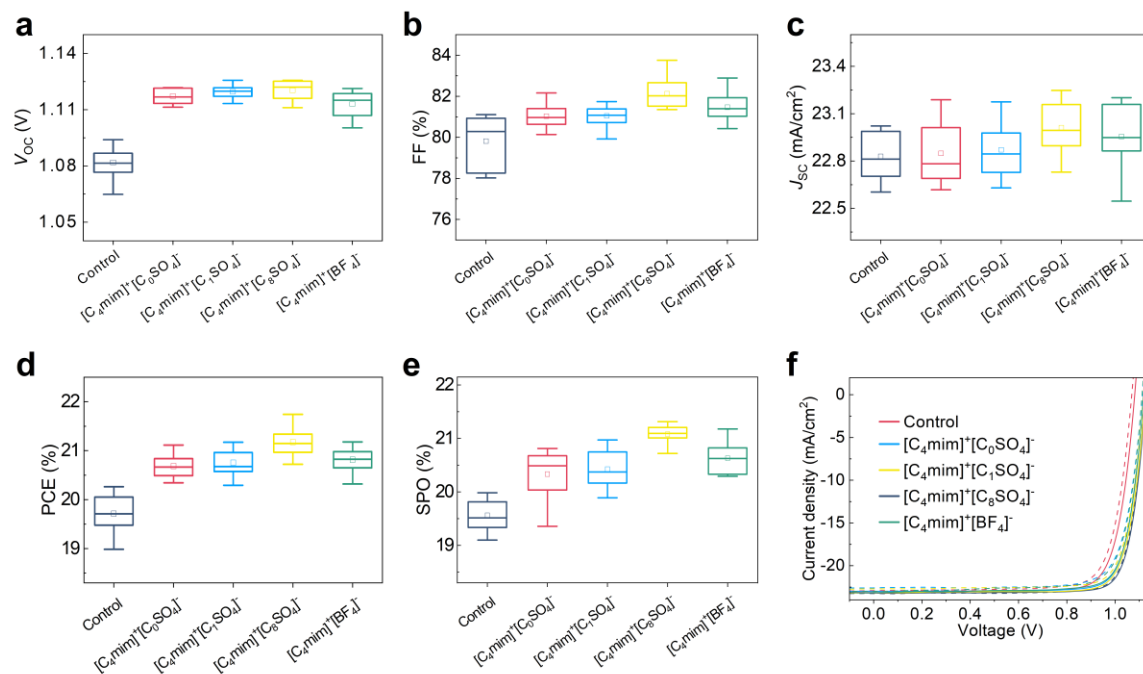 a
V_OC (V)
1.14
1.11
1.08
1.05
Control
[C₄mim]⁺[C₀SO₄]⁻
[C₄mim]⁺[C₁SO₄]⁻
[C₄mim]⁺[C₈SO₄]⁻
[C₄mim]⁺[BF₄]⁻
b
FF (%)
84
82
80
78
76
Control
[C₄mim]⁺[C₀SO₄]⁻
[C₄mim]⁺[C₁SO₄]⁻
[C₄mim]⁺[C₈SO₄]⁻
[C₄mim]⁺[BF₄]⁻
c
J_SC (mA/cm²)
23.4
23.1
22.8
22.5
Control
[C₄mim]⁺[C₀SO₄]⁻
[C₄mim]⁺[C₁SO₄]⁻
[C₄mim]⁺[C₈SO₄]⁻
[C₄mim]⁺[BF₄]⁻
d
PCE (%)
22
21
20
19
Control
[C₄mim]⁺[C₀SO₄]⁻
[C₄mim]⁺[C₁SO₄]⁻
[C₄mim]⁺[C₈SO₄]⁻
[C₄mim]⁺[BF₄]⁻
e
SPO (%)
22
21
20
19
Control
[C₄mim]⁺[C₀SO₄]⁻
[C₄mim]⁺[C₁SO₄]⁻
[C₄mim]⁺[C₈SO₄]⁻
[C₄mim]⁺[BF₄]⁻
f
Current density (mA/cm²)
0
-5
-10
-15
-20
Control
[C₄mim]⁺[C₀SO₄]⁻
[C₄mim]⁺[C₁SO₄]⁻
[C₄mim]⁺[C₈SO₄]⁻
[C₄mim]⁺[BF₄]⁻
0.0 0.2 0.4 0.6 0.8 1.0
Voltage (V)